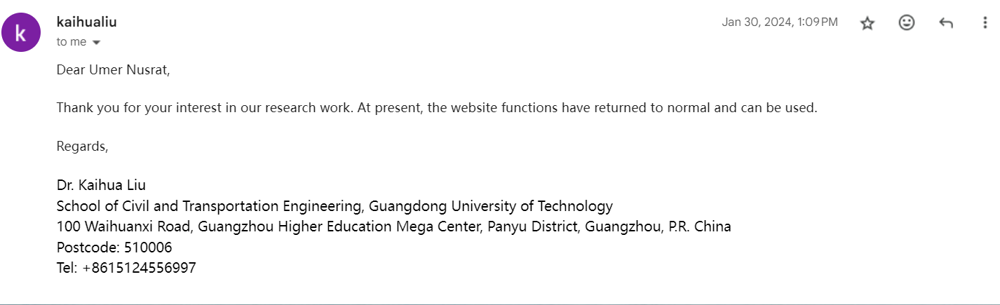 k
kaihualiu
Jan 30, 2024, 1:09 PM
to me
Dear Umer Nusrat,
Thank you for your interest in our research work. At present, the website functions have returned to normal and can be used.
Regards,
Dr. Kaihua Liu
School of Civil and Transportation Engineering, Guangdong University of Technology
100 Waihuanxi Road, Guangzhou Higher Education Mega Center, Panyu District, Guangzhou, P.R. China
Postcode: 510006
Tel: +8615124556997